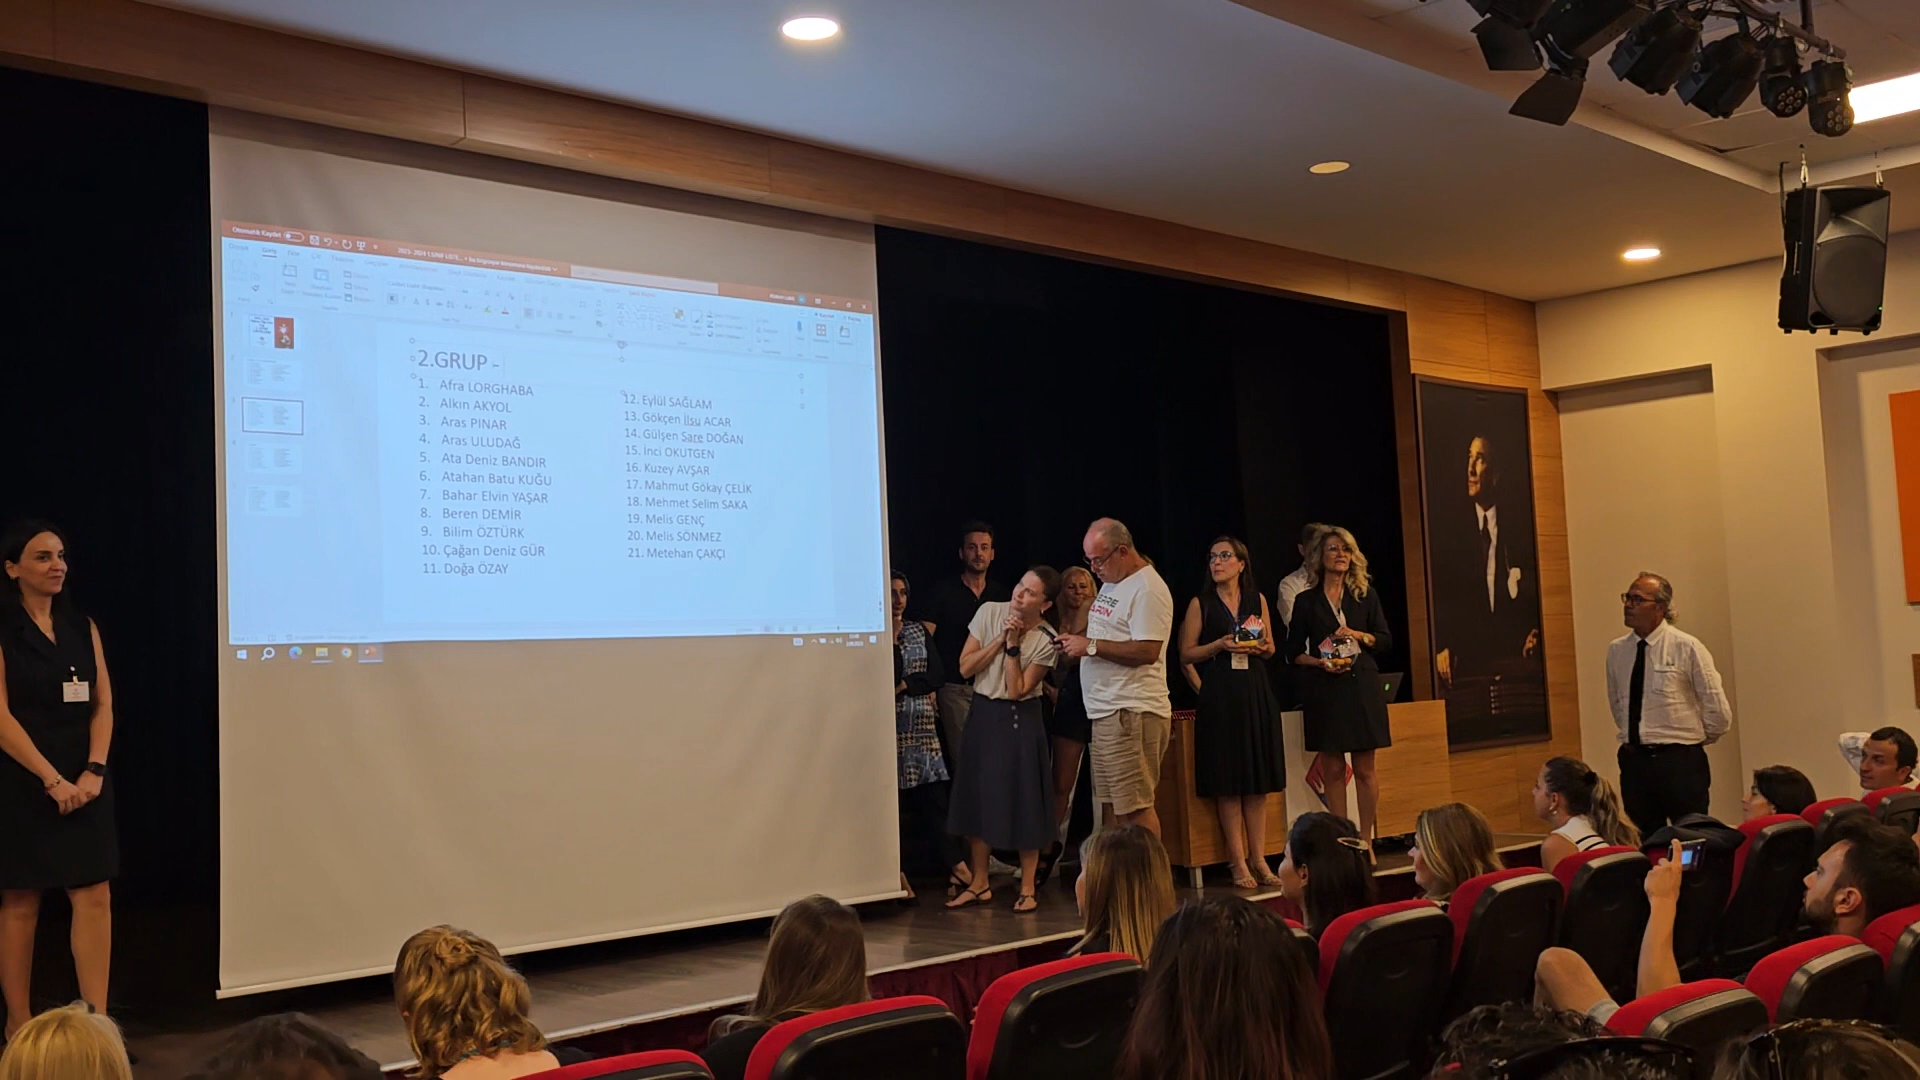 Otomatik Kaydet
2.GRUP -
1. Afra LORGHABA
2. Alkın AKYOL
3. Aras PINAR
4. Aras ULUDAĞ
5. Ata Deniz BANDIR
6. Atahan Batu KUĞU
7. Bahar Elvin YAŞAR
8. Beren DEMİR
9. Bilim ÖZTÜRK
10. Çağan Deniz GÜR
11. Doğa ÖZAY
12. Eylül SAĞLAM
13. Gökçen İlsu ACAR
14. Gülşen Sare DOĞAN
15. İnci OKUTGEN
16. Kuzey AVŞAR
17. Mahmut Gökay ÇELİK
18. Mehmet Selim SAKA
19. Melis GENÇ
20. Melis SÖNMEZ
21. Metehan ÇAKÇI